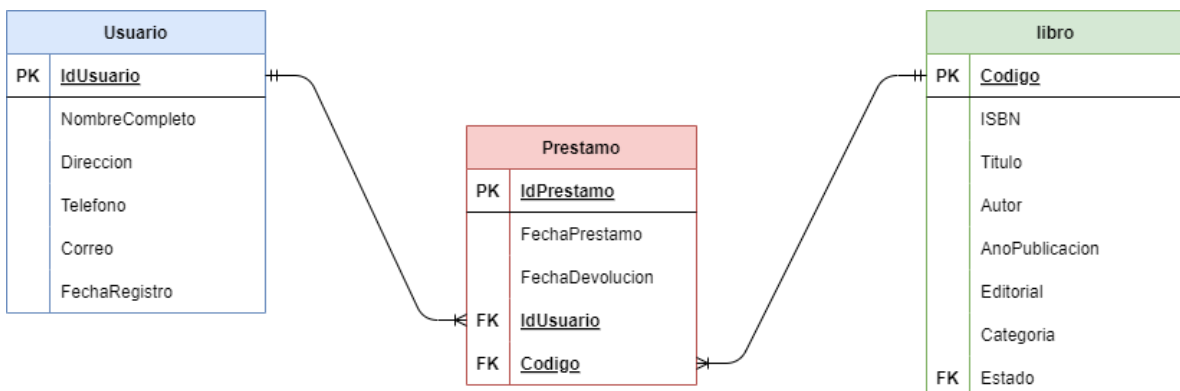 Usuario
PK IdUsuario
NombreCompleto
Direccion
Telefono
Correo
FechaRegistro
Prestamo
PK IdPrestamo
FechaPrestamo
FechaDevolucion
FK IdUsuario
FK Codigo
libro
PK Codigo
ISBN
Titulo
Autor
AnoPublicacion
Editorial
Categoria
FK Estado